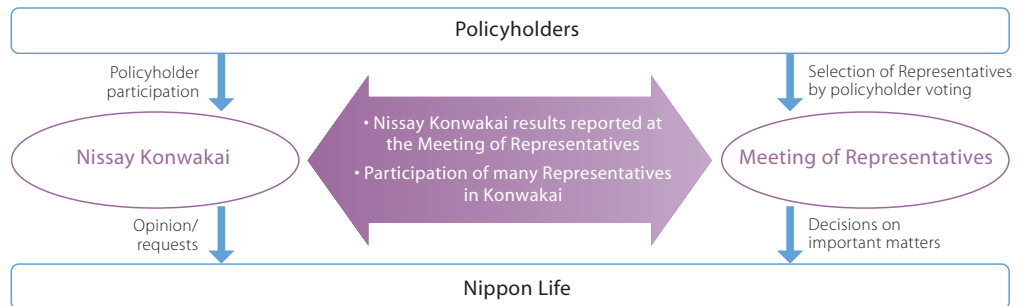 Policyholders
Policyholder
participation
Selection of Representatives
by policyholder voting
Nissay Konwakai
• Nissay Konwakai results reported at
the Meeting of Representatives
• Participation of many Representatives
in Konwakai
Meeting of Representatives
Opinion/
requests
Decisions on
important matters
Nippon Life